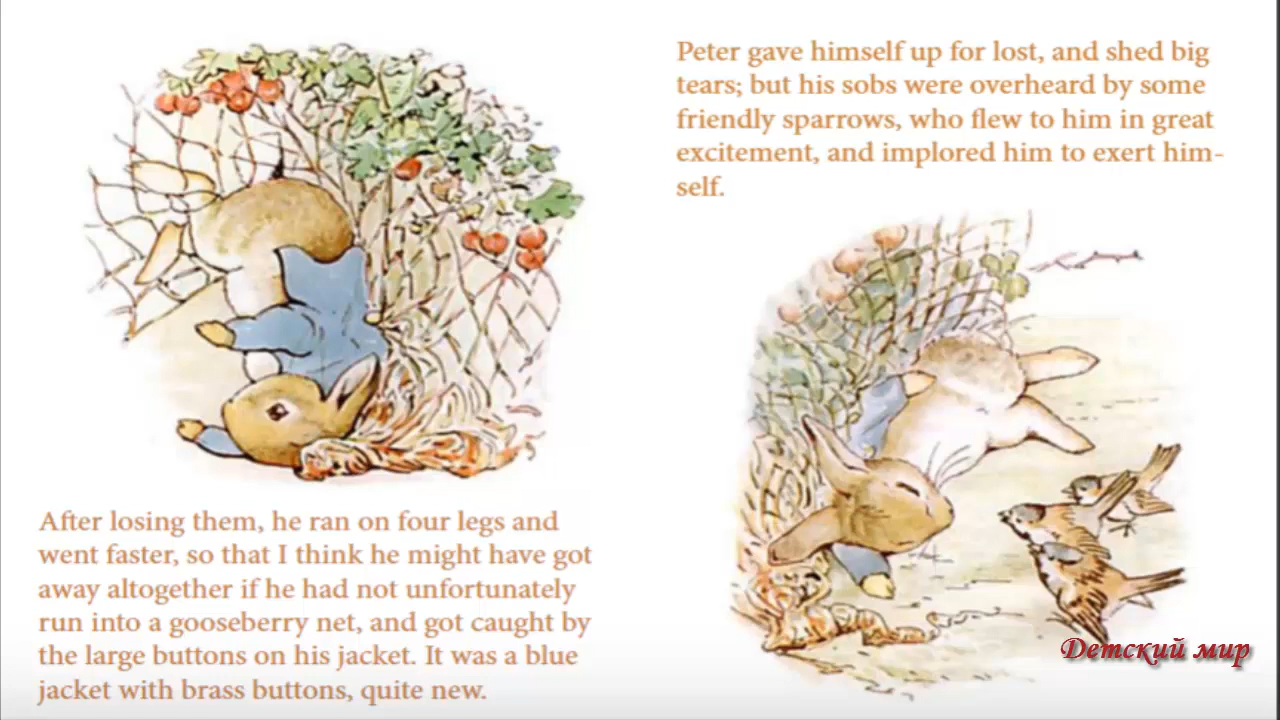 After losing them, he ran on four legs and
went faster, so that I think he might have got
away altogether if he had not unfortunately
run into a gooseberry net, and got caught by
the large buttons on his jacket. It was a blue
jacket with brass buttons, quite new.
Peter gave himself up for lost, and shed big
tears; but his sobs were overheard by some
friendly sparrows, who flew to him in great
excitement, and implored him to exert him-
self.
Детский мир